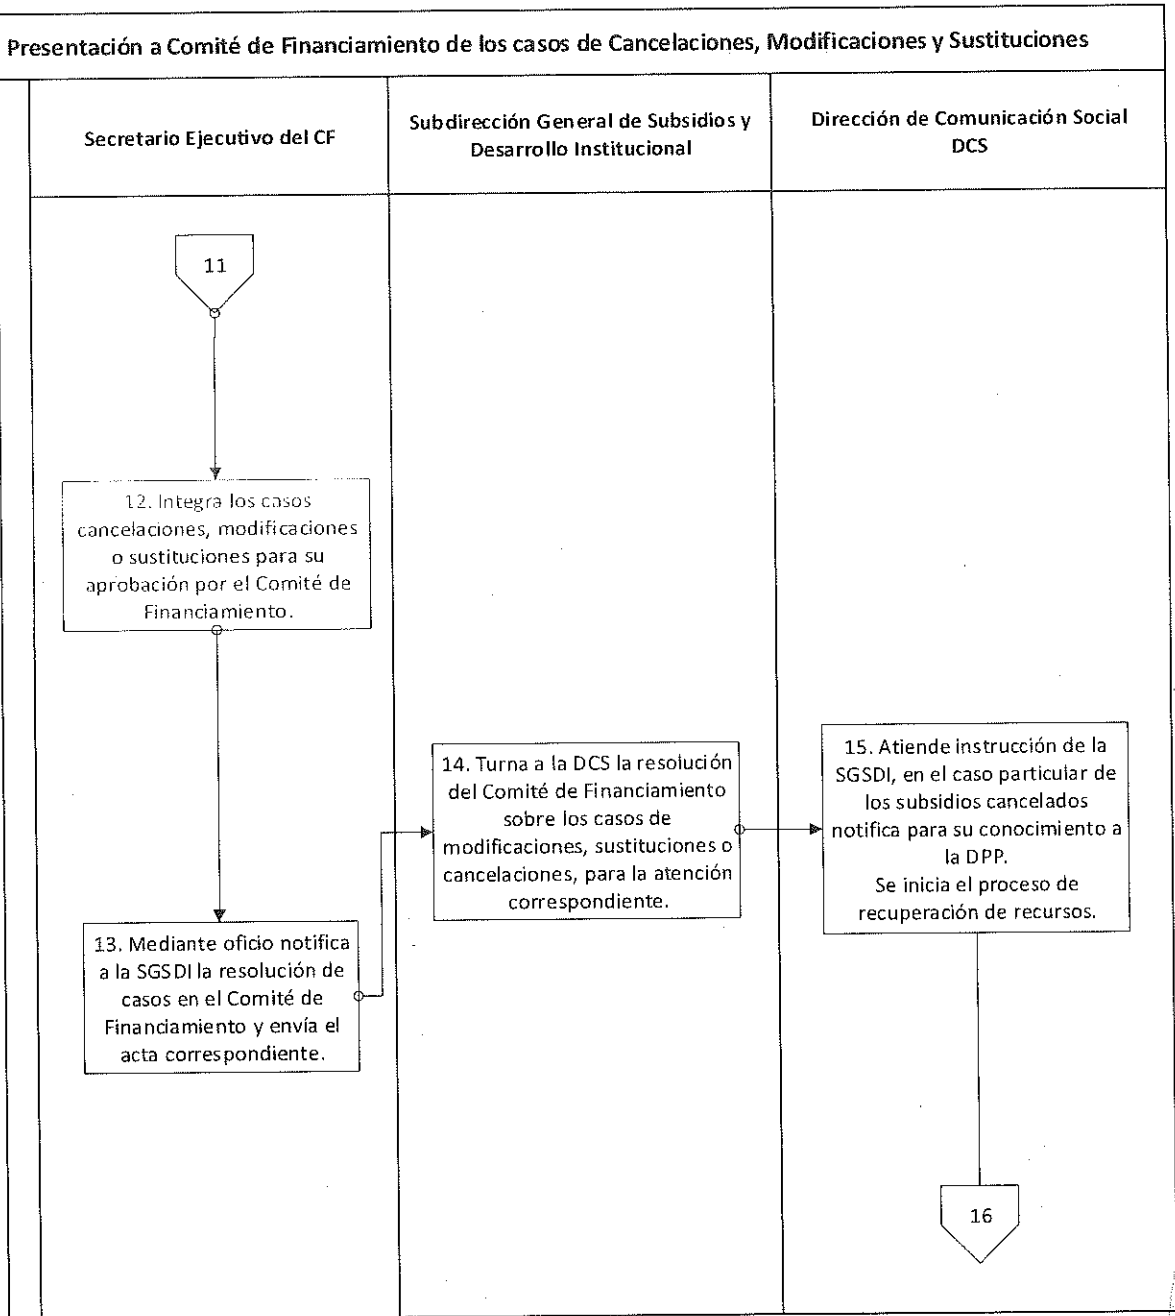 Presentación a Comité de Financiamiento de los casos de Cancelaciones, Modificaciones y Sustituciones
Secretario Ejecutivo del CF
Subdirección General de Subsidios y
Desarrollo Institucional
Dirección de Comunicación Social
DCS
11
12. Integra los casos
cancelaciones, modificaciones
o sustituciones para su
aprobación por el Comité de
Financiamiento.
13. Mediante oficio notifica
a la SGSDI la resolución de
casos en el Comité de
Financiamiento y envía el
acta correspondiente.
14. Turna a la DCS la resolución
del Comité de Financiamiento
sobre los casos de
modificaciones, sustituciones o
cancelaciones, para la atención
correspondiente.
15. Atiende instrucción de la
SGSDI, en el caso particular de
los subsidios cancelados
notifica para su conocimiento a
la DPP.
Se inicia el proceso de
recuperación de recursos.
16